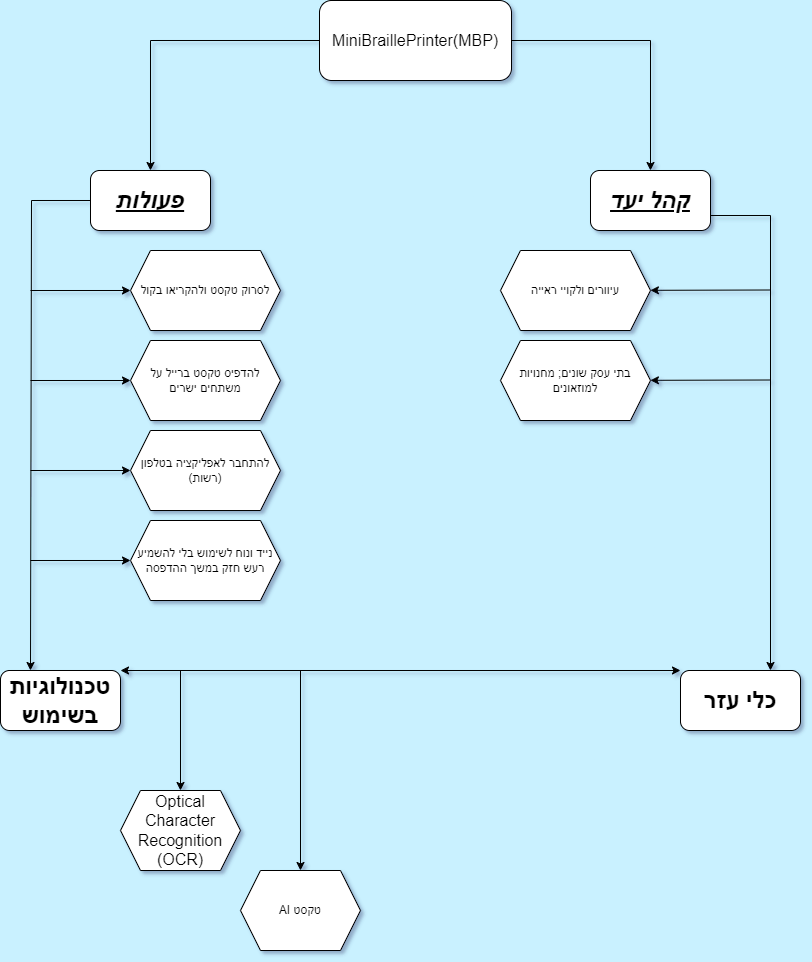 MiniBraillePrinter(MBP)
פעולות
קהל יעד
לסרוק טקסט ולהקריאו בקול
עיוורים ולקויי ראייה
להדפיס טקסט ברייל על
משתחים ישרים
בתי עסק שונים; מחנויות
למוזאונים
להתחבר לאפליקציה בטלפון
(רשות)
נייד ונוח לשימוש בלי להשמיע
רעש חזק במשך ההדפסה
טכנולוגיות
בשימוש
כלי עזר
Optical
Character
Recognition
(OCR)
טקסט AI